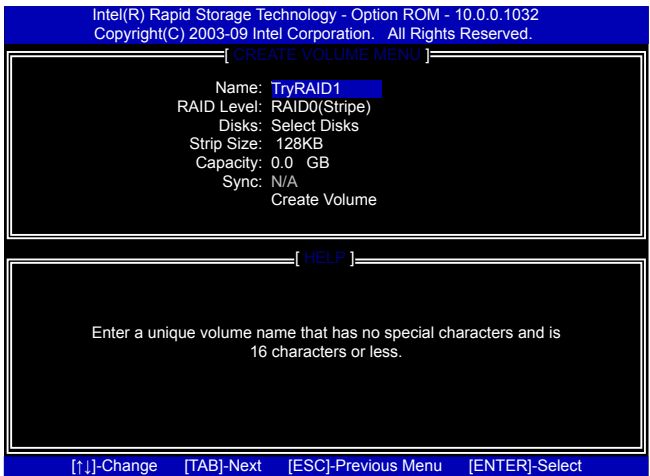 Intel(R) Rapid Storage Technology - Option ROM - 10.0.0.1032
Copyright(C) 2003-09 Intel Corporation. All Rights Reserved.
[ CREATE VOLUME MENU ]
Name: TryRAID1
RAID Level: RAID0(Stripe)
Disks: Select Disks
Strip Size: 128KB
Capacity: 0.0 GB
Sync: N/A
Create Volume
[ HELP ]
Enter a unique volume name that has no special characters and is
16 characters or less.
[↑↓]-Change [TAB]-Next [ESC]-Previous Menu [ENTER]-Select